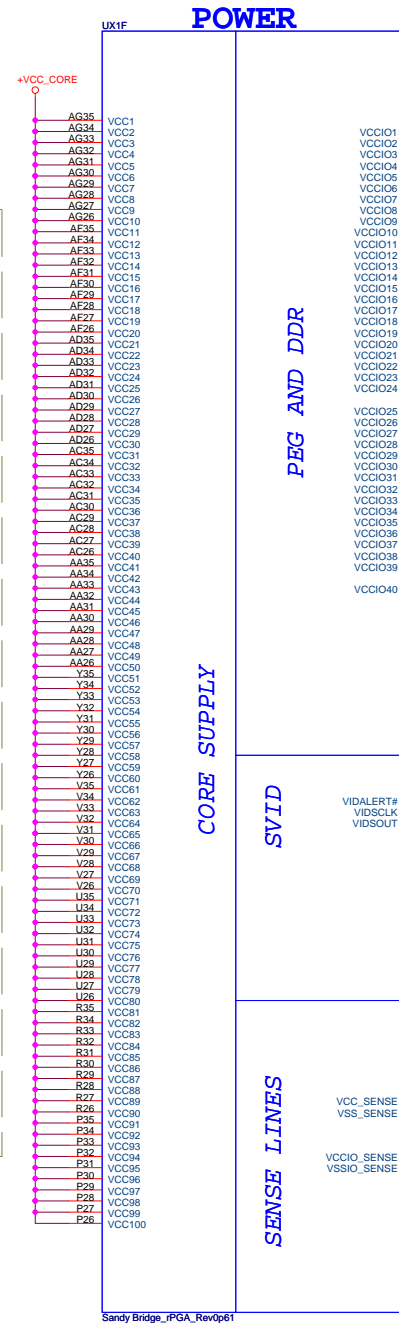 POWER
UX1F
+VCC_CORE
AG35 VCC1
AG34 VCC2
AG33 VCC3
AG32 VCC4
AG31 VCC5
AG30 VCC6
AG29 VCC7
AG28 VCC8
AG27 VCC9
AG26 VCC10
AF35 VCC11
AF34 VCC12
AF33 VCC13
AF32 VCC14
AF31 VCC15
AF30 VCC16
AF29 VCC17
AF28 VCC18
AF27 VCC19
AF26 VCC20
AD35 VCC21
AD34 VCC22
AD33 VCC23
AD32 VCC24
AD31 VCC25
AD30 VCC26
AD29 VCC27
AD28 VCC28
AD27 VCC29
AD26 VCC30
AC35 VCC31
AC34 VCC32
AC33 VCC33
AC32 VCC34
AC31 VCC35
AC30 VCC36
AC29 VCC37
AC28 VCC38
AC27 VCC39
AC26 VCC40
AA35 VCC41
AA34 VCC42
AA33 VCC43
AA32 VCC44
AA31 VCC45
AA30 VCC46
AA29 VCC47
AA28 VCC48
AA27 VCC49
AA26 VCC50
Y35 VCC51
Y34 VCC52
Y33 VCC53
Y32 VCC54
Y31 VCC55
Y30 VCC56
Y29 VCC57
Y28 VCC58
Y27 VCC59
Y26 VCC60
V35 VCC61
V34 VCC62
V33 VCC63
V32 VCC64
V31 VCC65
V30 VCC66
V29 VCC67
V28 VCC68
V27 VCC69
V26 VCC70
U35 VCC71
U34 VCC72
U33 VCC73
U32 VCC74
U31 VCC75
U30 VCC76
U29 VCC77
U28 VCC78
U27 VCC79
U26 VCC80
R35 VCC81
R34 VCC82
R33 VCC83
R32 VCC84
R31 VCC85
R30 VCC86
R29 VCC87
R28 VCC88
R27 VCC89
R26 VCC90
P35 VCC91
P34 VCC92
P33 VCC93
P32 VCC94
P31 VCC95
P30 VCC96
P29 VCC97
P28 VCC98
P27 VCC99
P26 VCC100
CORE SUPPLY
PEG AND DDR
VCCIO1
VCCIO2
VCCIO3
VCCIO4
VCCIO5
VCCIO6
VCCIO7
VCCIO8
VCCIO9
VCCIO10
VCCIO11
VCCIO12
VCCIO13
VCCIO14
VCCIO15
VCCIO16
VCCIO17
VCCIO18
VCCIO19
VCCIO20
VCCIO21
VCCIO22
VCCIO23
VCCIO24
VCCIO25
VCCIO26
VCCIO27
VCCIO28
VCCIO29
VCCIO30
VCCIO31
VCCIO32
VCCIO33
VCCIO34
VCCIO35
VCCIO36
VCCIO37
VCCIO38
VCCIO39
VCCIO40
SVID
VIDALERT#
VIDSCLK
VIDSOUT
SENSE LINES
VCC_SENSE
VSS_SENSE
VCCIO_SENSE
VSSIO_SENSE
Sandy Bridge_rPGA_Rev0p61